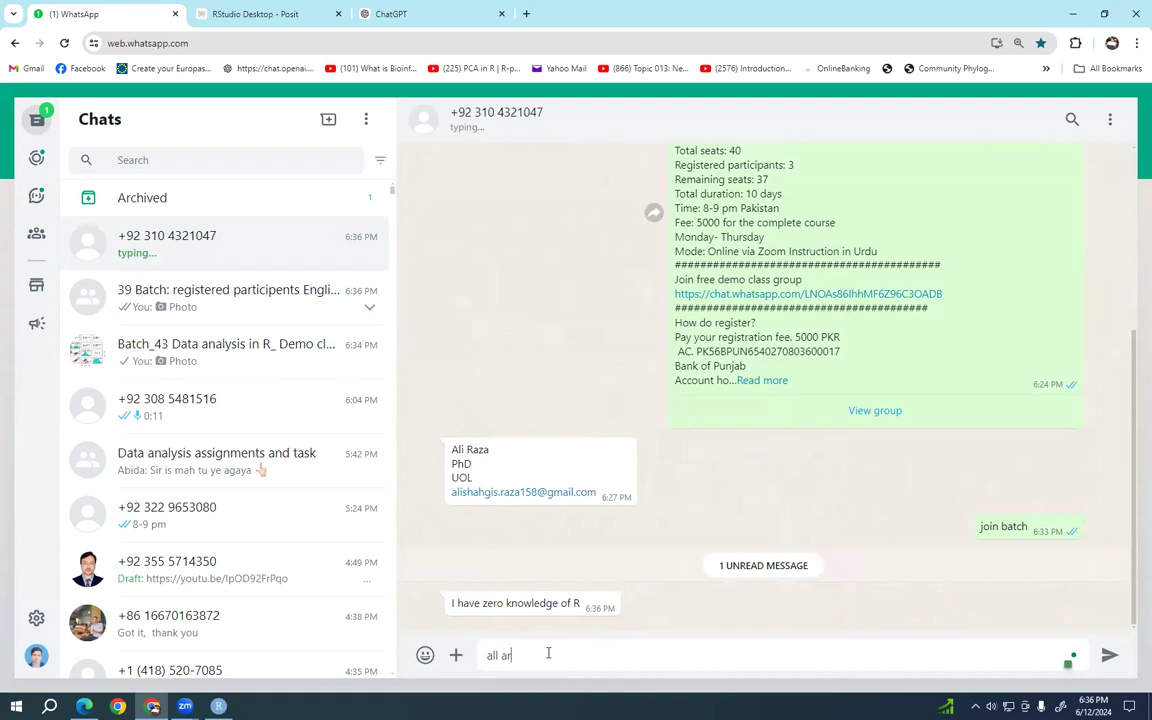 (1) WhatsApp
RStudio Desktop - Posit
ChatGPT
web.whatsapp.com
Gmail
Facebook
Create your Europas...
https://chat.openai....
(101) What is Bioinf...
(225) PCA in R | R-p...
Yahoo Mail
(866) Topic 013: Ne...
(2576) Introduction...
OnlineBanking
Community Phylog...
All Bookmarks
1
Chats
Search
Archived
1
+92 310 4321047
6:36 PM
typing...
39 Batch: registered participents Engli...
6:36 PM
You: Photo
Batch_43 Data analysis in R_ Demo cl...
6:34 PM
You: Photo
+92 308 5481516
6:04 PM
0:11
Data analysis assignments and task
5:42 PM
Abida: Sir is mah tu ye agaya 👆🏻
+92 322 9653080
5:24 PM
8-9 pm
+92 355 5714350
4:49 PM
Draft: https://youtu.be/IpOD92FrPqo
...
+86 16670163872
4:38 PM
Got it, thank you
+1 (418) 520-7085
4:35 PM
+92 310 4321047
typing...
Total seats: 40
Registered participants: 3
Remaining seats: 37
Total duration: 10 days
Time: 8-9 pm Pakistan
Fee: 5000 for the complete course
Monday- Thursday
Mode: Online via Zoom Instruction in Urdu
##########################################
Join free demo class group
https://chat.whatsapp.com/LNOAs86IhhMF6Z96C3OADB
########################################
How do register?
Pay your registration fee. 5000 PKR
AC. PK56BPUN6540270803600017
Bank of Punjab
Account ho...Read more
6:24 PM
View group
Ali Raza
PhD
UOL
alishahgis.raza158@gmail.com
6:27 PM
join batch
6:33 PM
1 UNREAD MESSAGE
I have zero knowledge of R
6:36 PM
all ar
zm
R
6:36 PM
6/12/2024